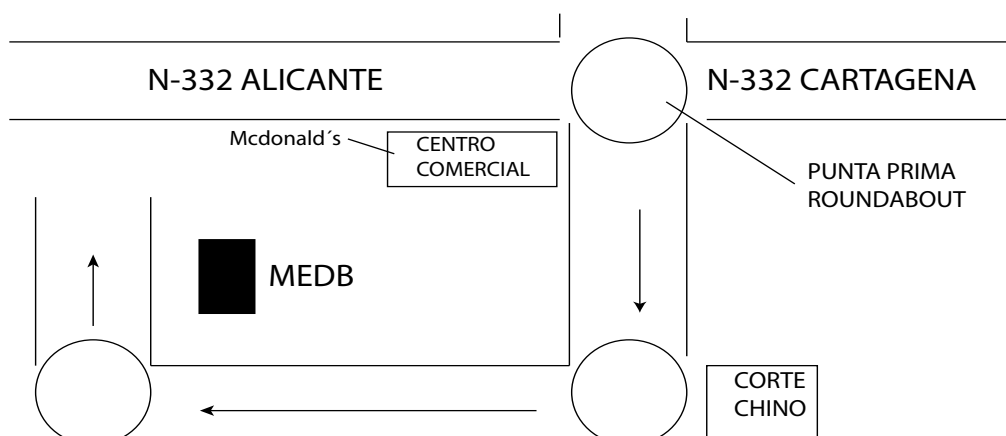 N-332 ALICANTE
N-332 CARTAGENA
Mcdonald´s
CENTRO
COMERCIAL
PUNTA PRIMA
ROUNDABOUT
MEDB
CORTE
CHINO